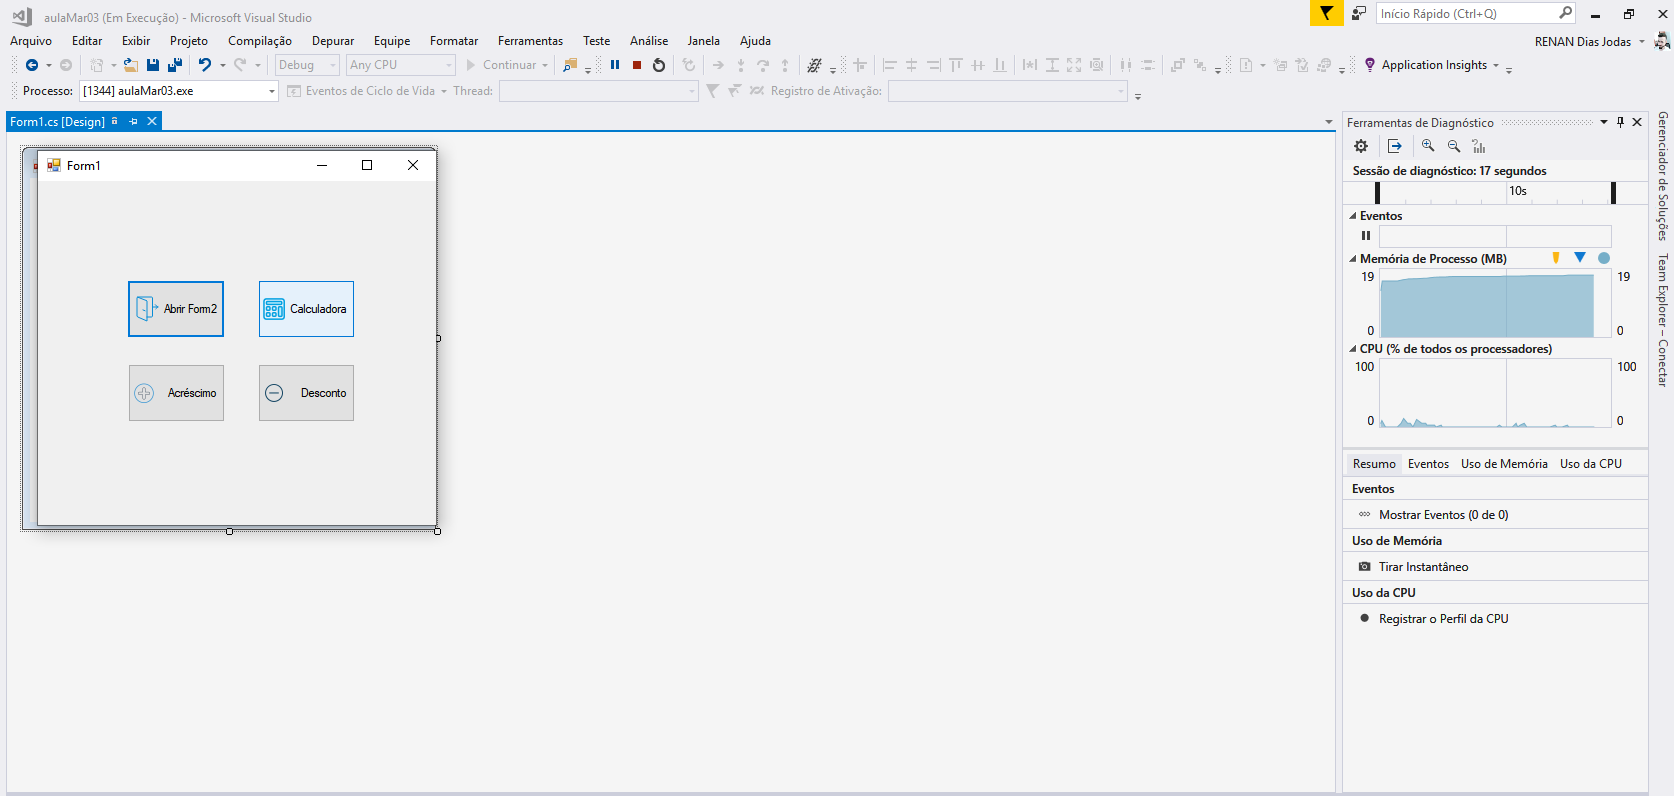 aulaMar03 (Em Execução) - Microsoft Visual Studio
Início Rápido (Ctrl+Q)
Arquivo Editar Exibir Projeto Compilação Depurar Equipe Formatar Ferramentas Teste Análise Janela Ajuda
RENAN Dias Jodas
Debug Any CPU Continuar Application Insights
Processo: [1344] aulaMar03.exe Eventos de Ciclo de Vida Thread: Registro de Ativação:
Form1.cs [Design]
Form1
Abrir Form2 Calculadora
Acréscimo Desconto
Ferramentas de Diagnóstico
Sessão de diagnóstico: 17 segundos
10s
Eventos
Memória de Processo (MB)
19 19
0 0
CPU (% de todos os processadores)
100 100
0 0
Resumo Eventos Uso de Memória Uso da CPU
Eventos
Mostrar Eventos (0 de 0)
Uso de Memória
Tirar Instantâneo
Uso da CPU
Registrar o Perfil da CPU
Gerenciador de Soluções
Team Explorer – Conectar